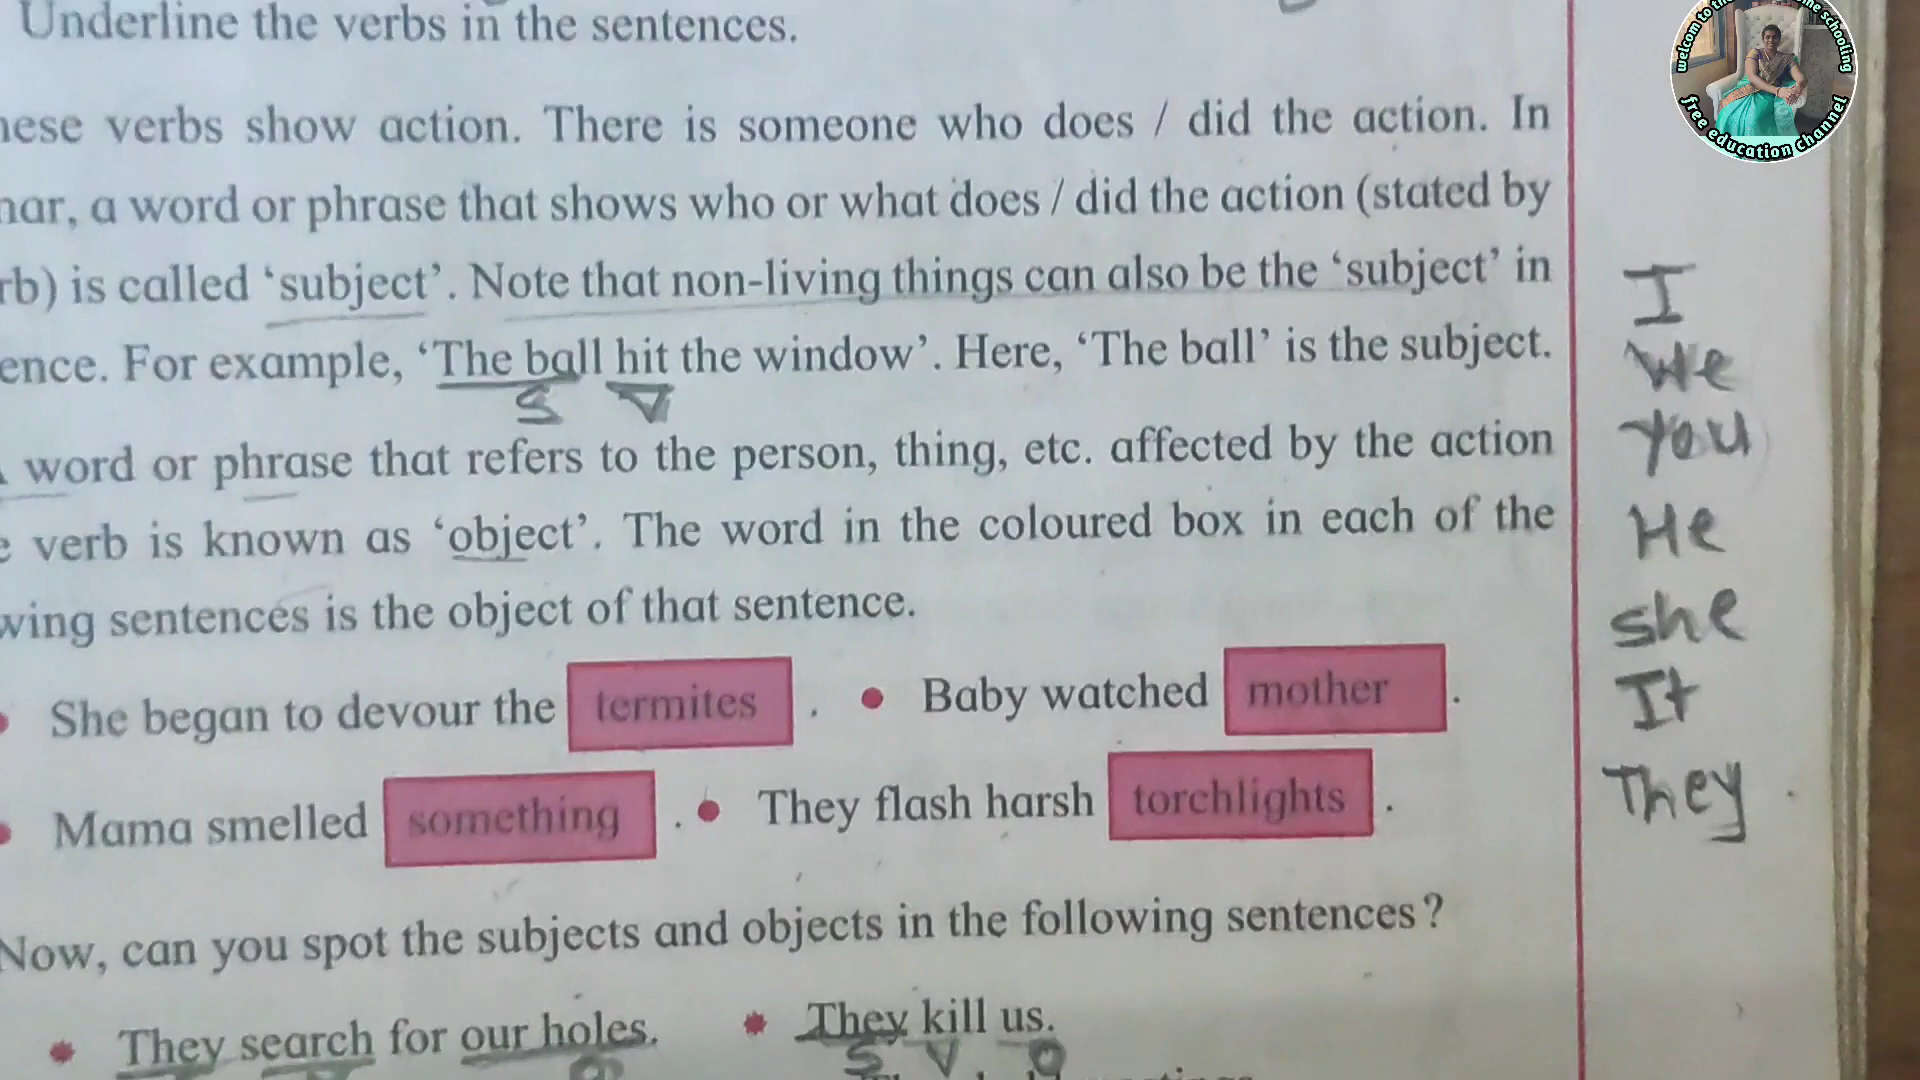 Underline the verbs in the sentences.
hese verbs show action. There is someone who does / did the action. In
nar, a word or phrase that shows who or what does / did the action (stated by
rb) is called ‘subject’. Note that non-living things can also be the ‘subject’ in
ence. For example, ‘The ball hit the window’. Here, ‘The ball’ is the subject.
S V
word or phrase that refers to the person, thing, etc. affected by the action
e verb is known as ‘object’. The word in the coloured box in each of the
wing sentences is the object of that sentence.
She began to devour the termites . • Baby watched mother .
Mama smelled something . • They flash harsh torchlights .
Now, can you spot the subjects and objects in the following sentences?
They search for our holes. They kill us.
S V O
I
We
You
He
she
It
They
welcom to the
me schooling
free education channel